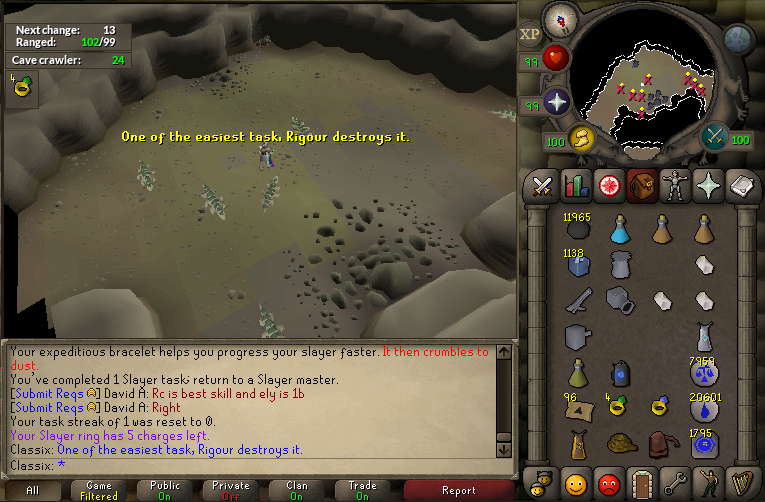 Next change: 13
Ranged: 102/99
Cave crawler: 24
4
One of the easiest task, Rigour destroys it.
XP
99
99
100
100
11965
1138
7959
96
4
20601
1795
Your expeditious bracelet helps you progress your slayer faster. It then crumbles to
dust.
You've completed 1 Slayer task; return to a Slayer master.
[Submit Reqs] David A: Rc is best skill and ely is 1b
[Submit Reqs] David A: Right
Your task streak of 1 was reset to 0.
Your Slayer ring has 5 charges left.
Classix: One of the easiest task, Rigour destroys it.
Classix: *
All
Game
Filtered
Public
On
Private
Off
Clan
On
Trade
On
Report